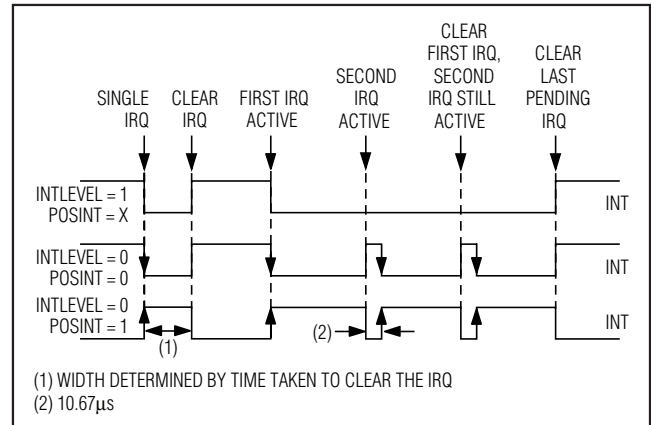 SINGLE
IRQ
CLEAR
IRQ
FIRST IRQ
ACTIVE
SECOND
IRQ
ACTIVE
CLEAR
FIRST IRQ,
SECOND
IRQ STILL
ACTIVE
CLEAR
LAST
PENDING
IRQ
INTLEVEL = 1
POSINT = X
INT
INTLEVEL = 0
POSINT = 0
INT
INTLEVEL = 0
POSINT = 1
INT
(1)
(2)
(1) WIDTH DETERMINED BY TIME TAKEN TO CLEAR THE IRQ
(2) 10.67μs